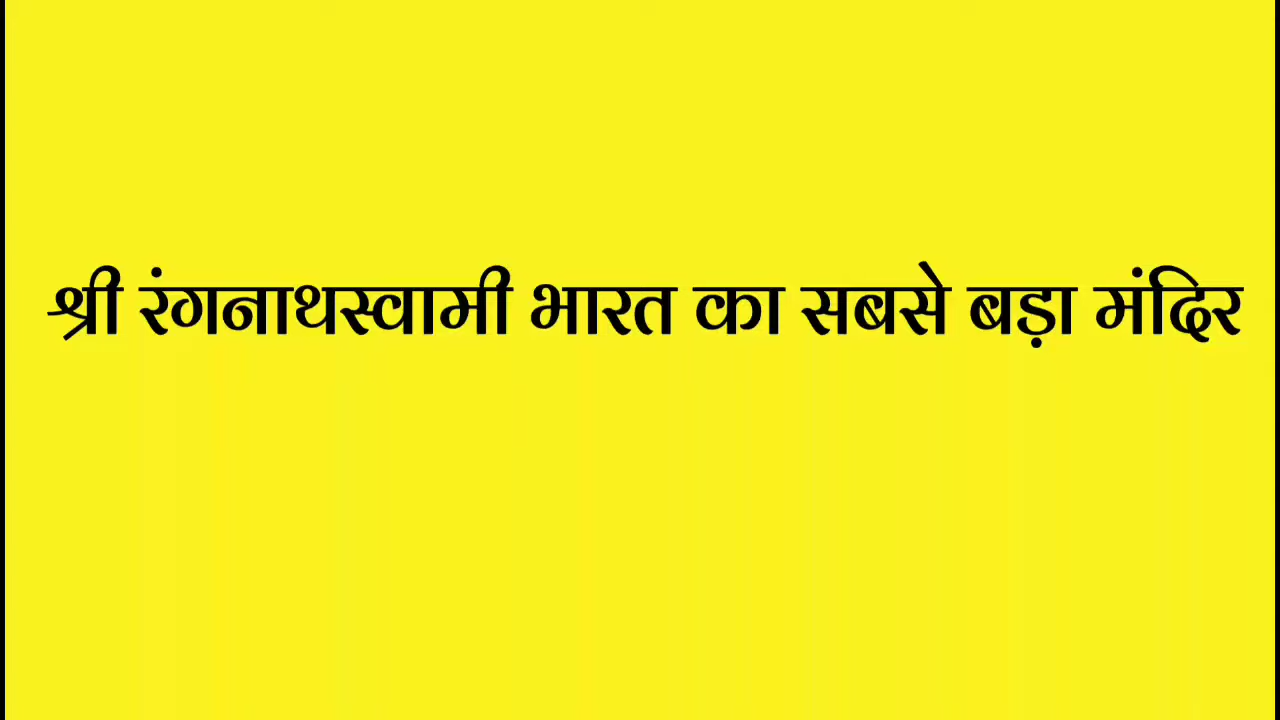 श्री रंगनाथस्वामी भारत का सबसे बड़ा मंदिर